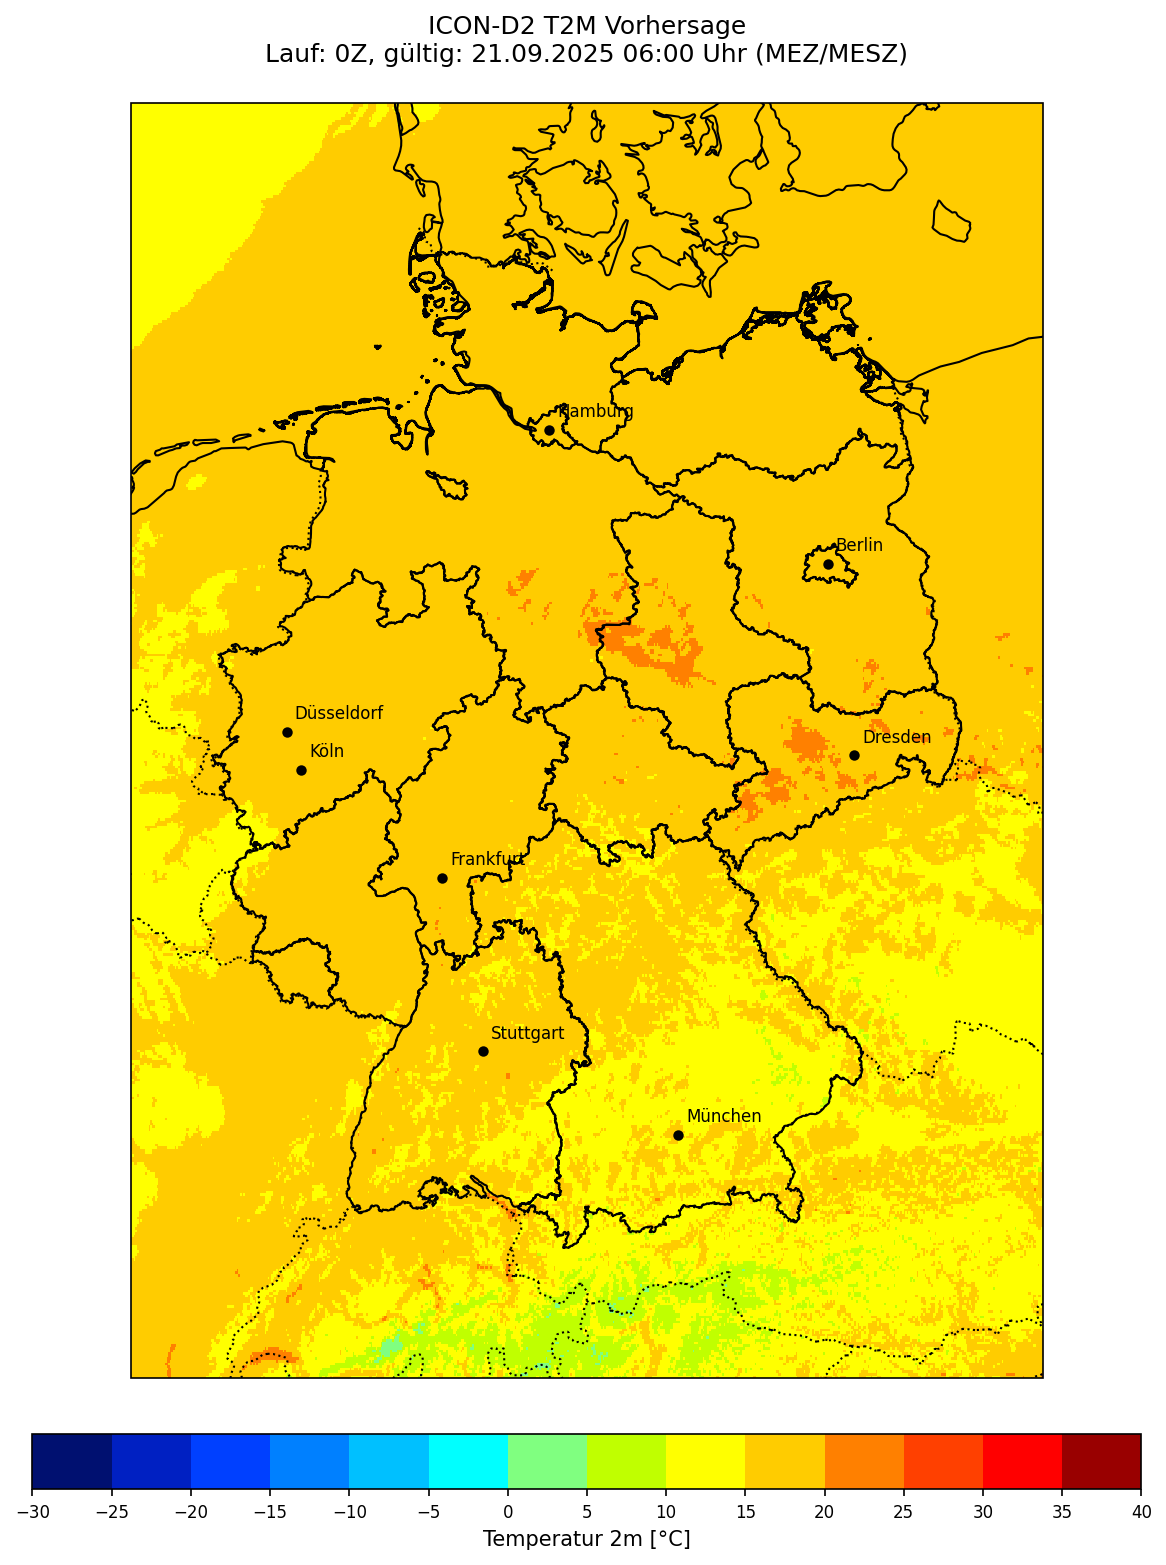 ICON-D2 T2M Vorhersage
Lauf: 0Z, gültig: 21.09.2025 06:00 Uhr (MEZ/MESZ)
Hamburg
Berlin
Düsseldorf
Dresden
Köln
Frankfurt
Stuttgart
München
−30 −25 −20 −15 −10 −5 0 5 10 15 20 25 30 35 40
Temperatur 2m [°C]